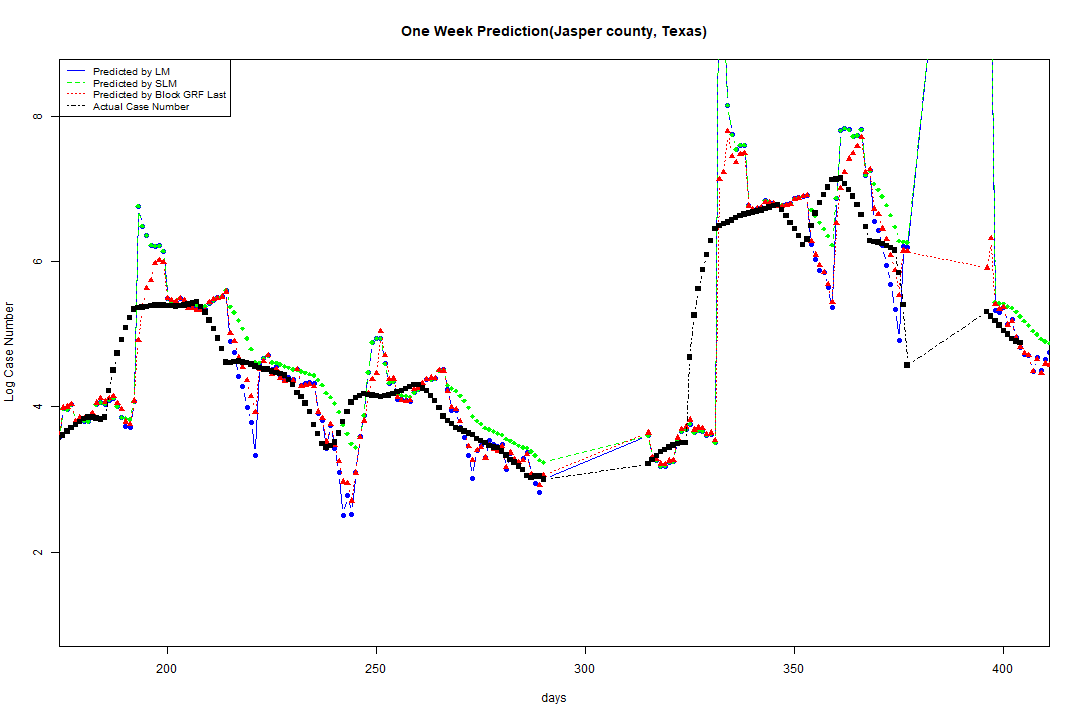 One Week Prediction(Jasper county, Texas)
Predicted by LM
Predicted by SLM
Predicted by Block GRF Last
Actual Case Number
Log Case Number
8
6
4
2
200
250
300
350
400
days